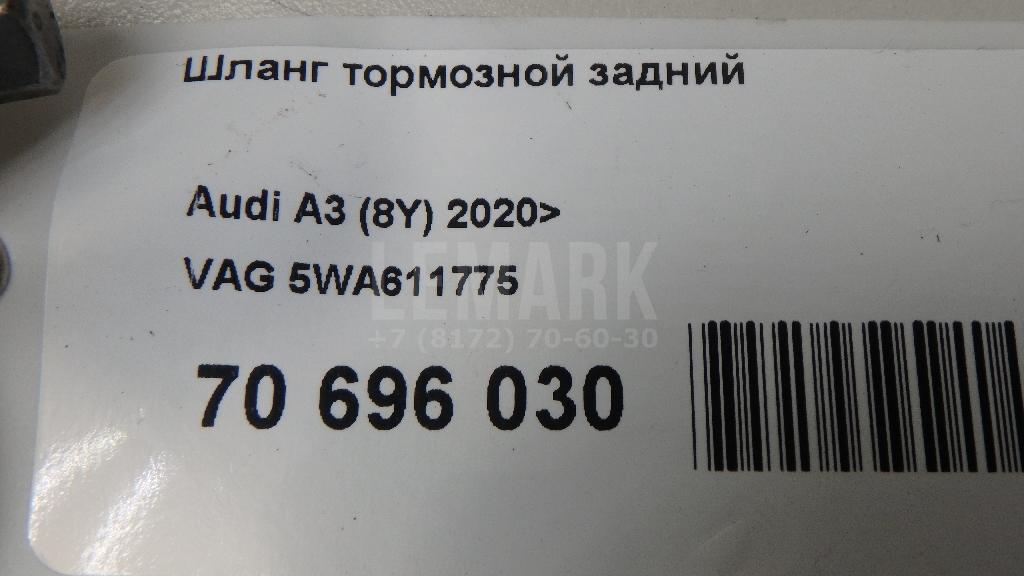 Шланг тормозной задний
Audi A3 (8Y) 2020>
VAG 5WA611775
LEMARK
+7 (8172) 70-60-30
70 696 030